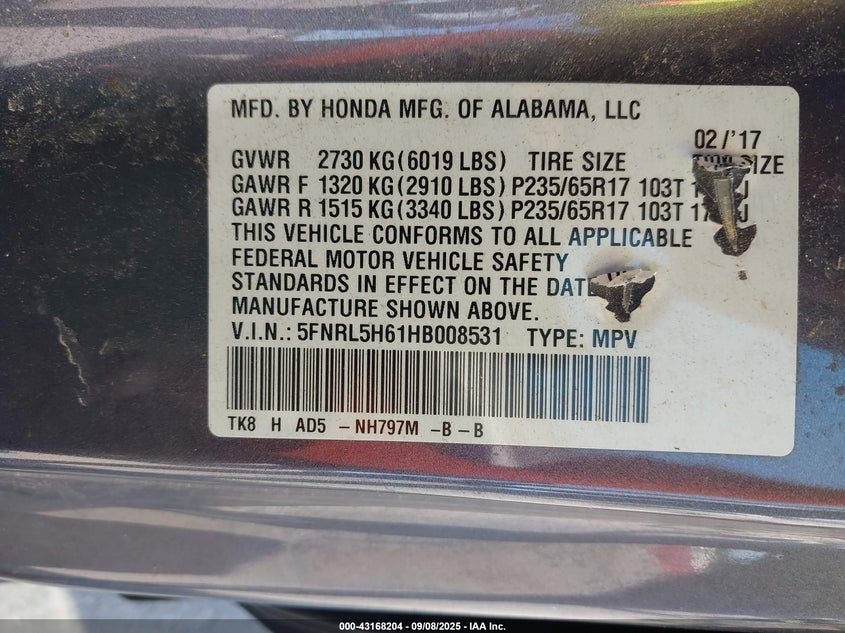 MFD. BY HONDA MFG. OF ALABAMA, LLC
02/'17
GVWR 2730 KG (6019 LBS) TIRE SIZE SIZE
GAWR F 1320 KG (2910 LBS) P235/65R17 103T
GAWR R 1515 KG (3340 LBS) P235/65R17 103T
THIS VEHICLE CONFORMS TO ALL APPLICABLE
FEDERAL MOTOR VEHICLE SAFETY
STANDARDS IN EFFECT ON THE
MANUFACTURE SHOWN ABOVE.
V.I.N.: 5FNRL5H61HB008531 TYPE: MPV
TK8 H AD5 -NH797M -B-B
000-43168204 - 09/08/2025 - IAA Inc.